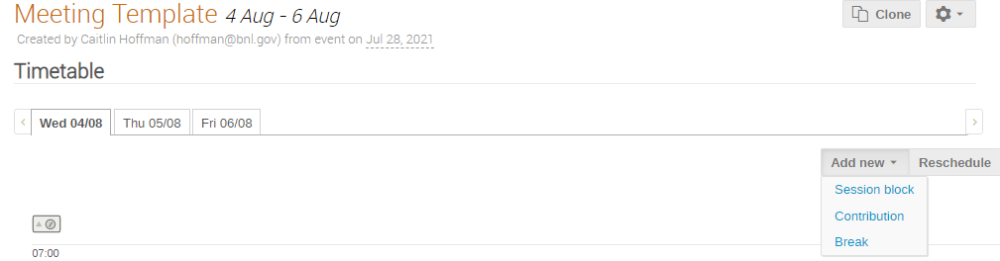 Meeting Template 4 Aug - 6 Aug
Clone
Created by Caitlin Hoffman (hoffman@bnl.gov) from event on Jul 28, 2021
Timetable
Wed 04/08 Thu 05/08 Fri 06/08
Add new Reschedule
Session block
Contribution
Break
07:00